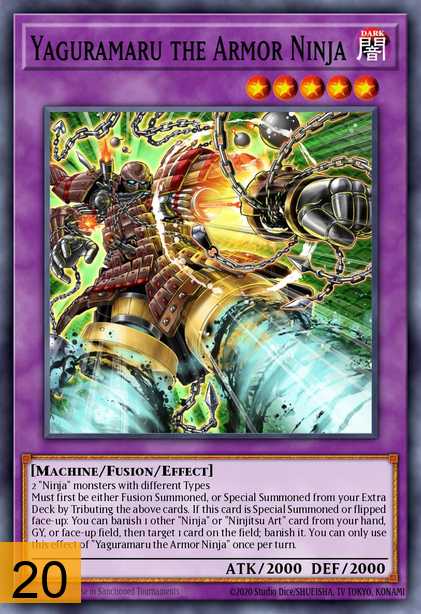 YAGURAMARU THE ARMOR NINJA
DARK
闇
[MACHINE/FUSION/EFFECT]
2 "Ninja" monsters with different Types
Must first be either Fusion Summoned, or Special Summoned from your Extra
Deck by Tributing the above cards. If this card is Special Summoned or flipped
face-up: You can banish 1 other "Ninja" or "Ninjitsu Art" card from your hand,
GY, or face-up field, then target 1 card on the field; banish it. You can only use
this effect of "Yaguramaru the Armor Ninja" once per turn.
ATK/2000 DEF/2000
20
in Sanctioned Tournaments
©2020 Studio Dice/SHUEISHA, TV TOKYO, KONAMI